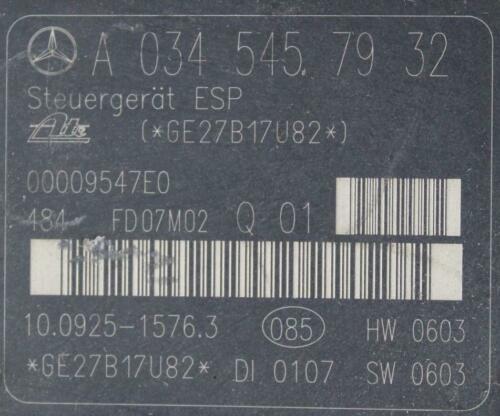 A 034 545 79 32
Steuergerät ESP
Ate (*GE27B17U82*)
00009547E0
484 FD07M02 Q 01
10.0925-1576.3 085 HW 0603
*GE27B17U82* DI 0107 SW 0603